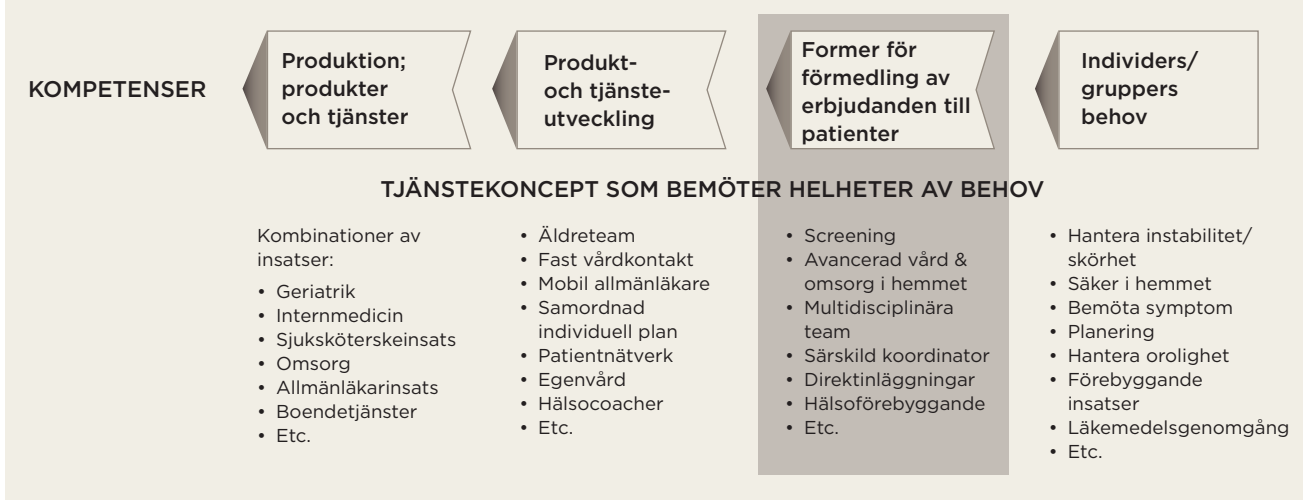 KOMPETENSER
Produktion;
produkter
och tjänster
Produkt-
och tjänste-
utveckling
Former för
förmedling av
erbjudanden till
patienter
Individers/
gruppers
behov
TJÄNSTEKONCEPT SOM BEMÖTER HELHETER AV BEHOV
Kombinationer av
insatser:
• Geriatrik
• Internmedicin
• Sjuksköterskeinsats
• Omsorg
• Allmänläkarinsats
• Boendetjänster
• Etc.
• Äldreteam
• Fast vårdkontakt
• Mobil allmänläkare
• Samordnad
individuell plan
• Patientnätverk
• Egenvård
• Hälsocoacher
• Etc.
• Screening
• Avancerad vård &
omsorg i hemmet
• Multidisciplinära
team
• Särskild koordinator
• Direktinläggningar
• Hälsoförebyggande
• Etc.
• Hantera instabilitet/
skörhet
• Säker i hemmet
• Bemöta symptom
• Planering
• Hantera orolighet
• Förebyggande
insatser
• Läkemedelsgenomgång
• Etc.